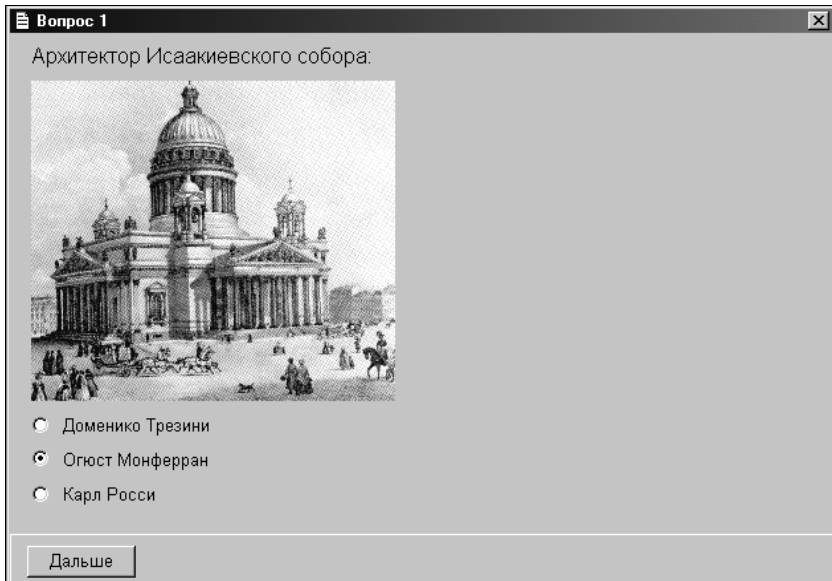 Вопрос 1
Архитектор Исаакиевского собора:
Доменико Трезини
Огюст Монферран
Карл Росси
Дальше